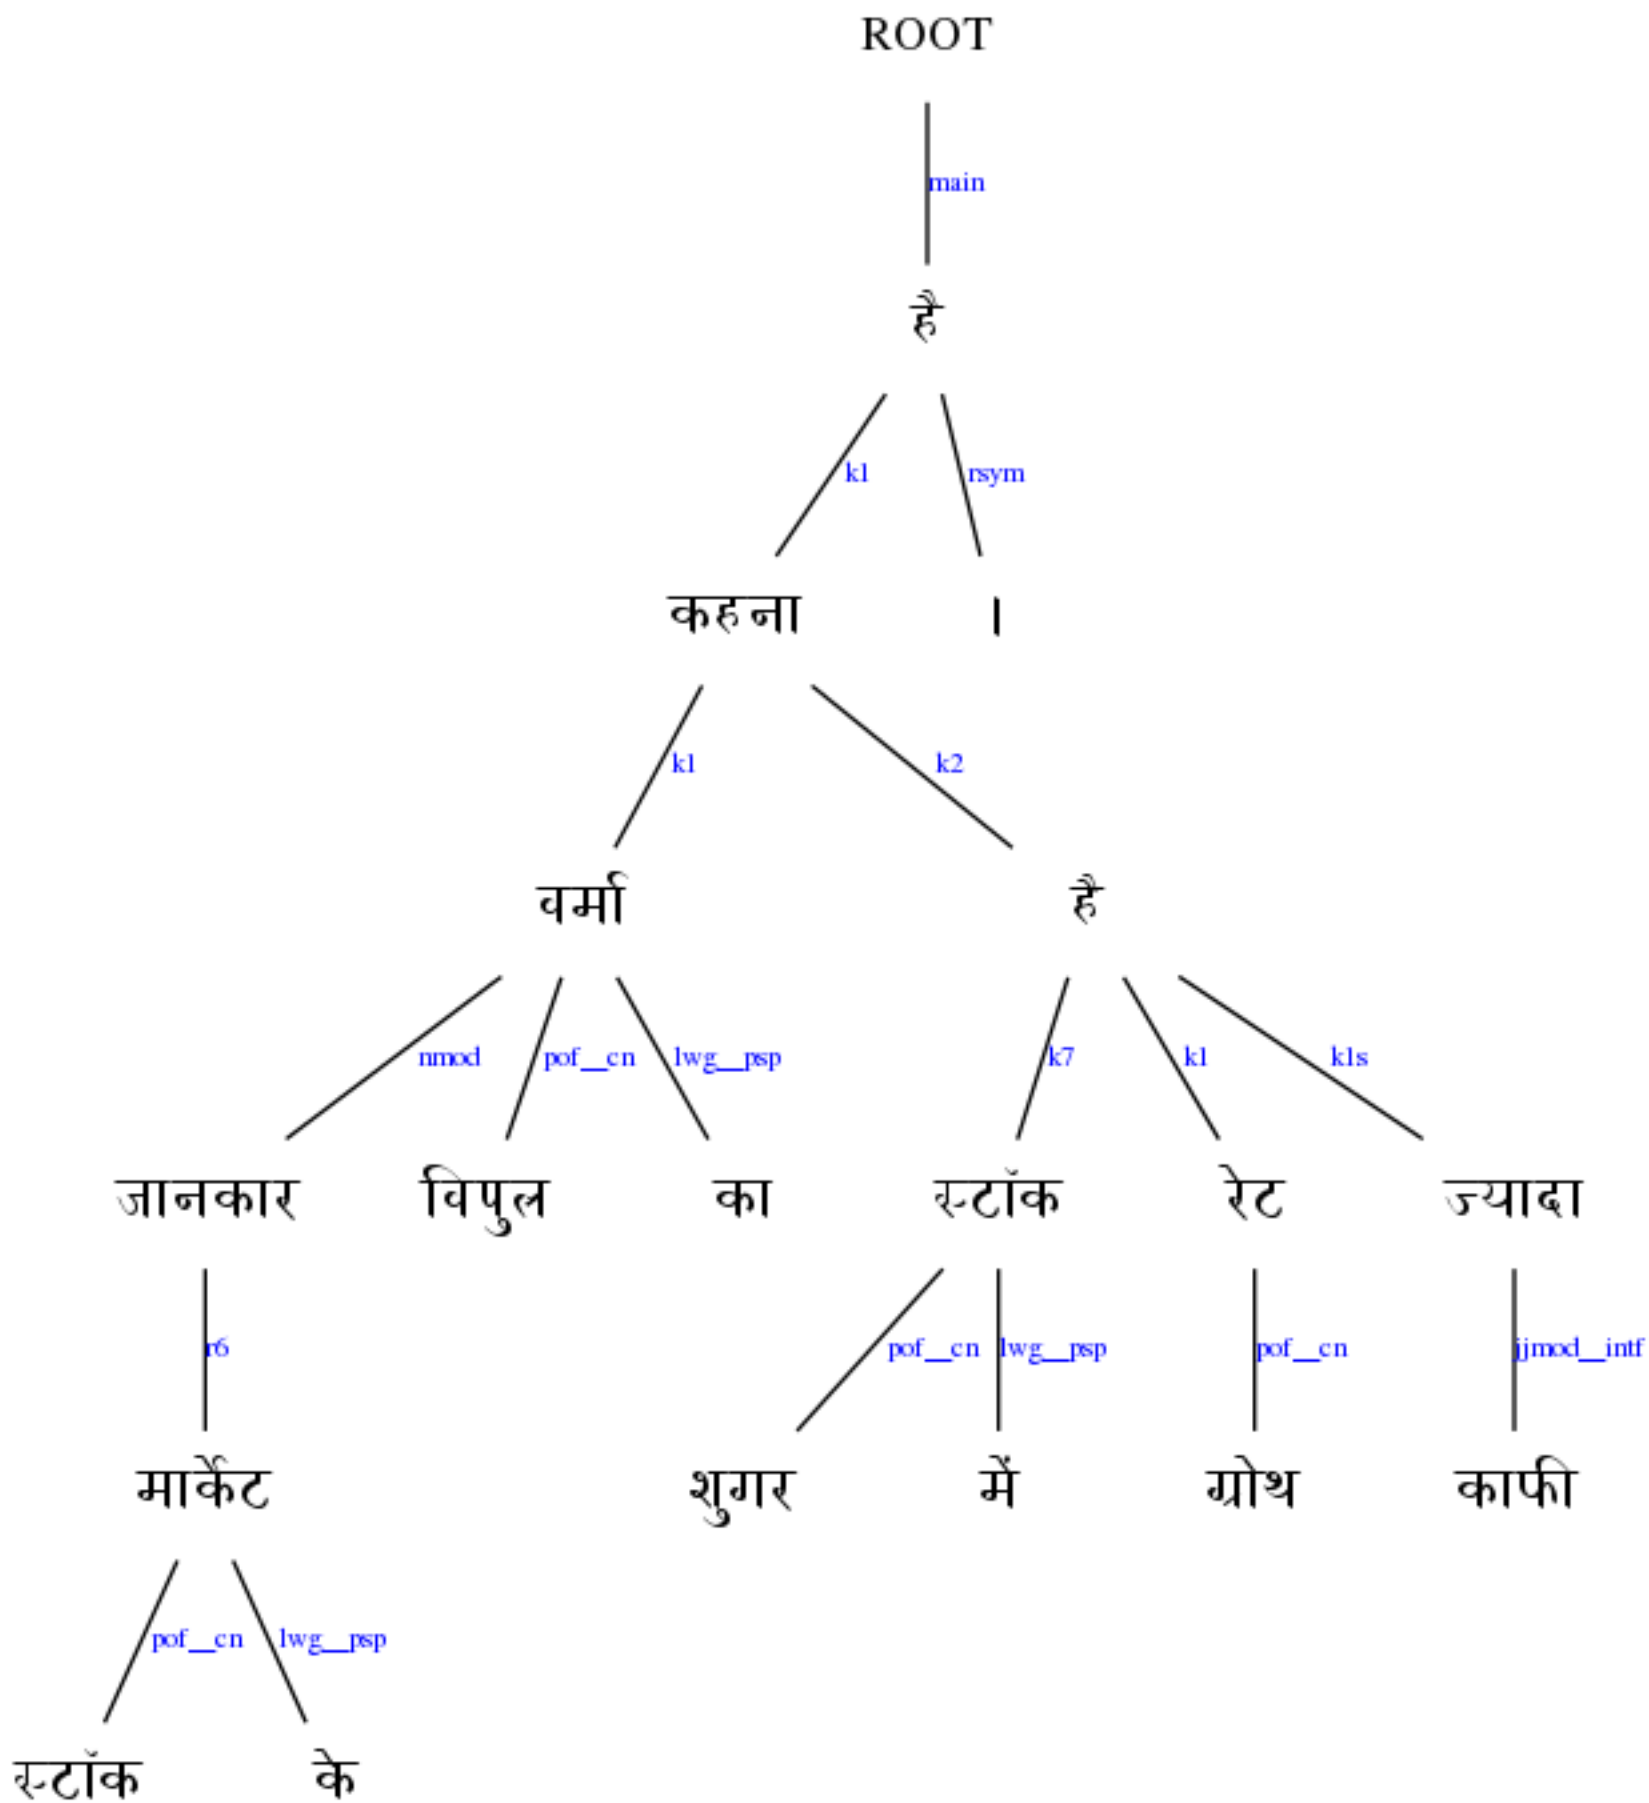 ROOT
main
है
k1 rsym
कहना ।
k1 k2
वर्मा है
nmod pof__cn lwg__psp k7 k1 k1s
जानकार विपुल का स्टॉक रेट ज्यादा
r6 pof__cn lwg__psp pof__cn jjmod__intf
मार्केट शुगर में ग्रोथ काफी
pof__cn lwg__psp
स्टॉक के